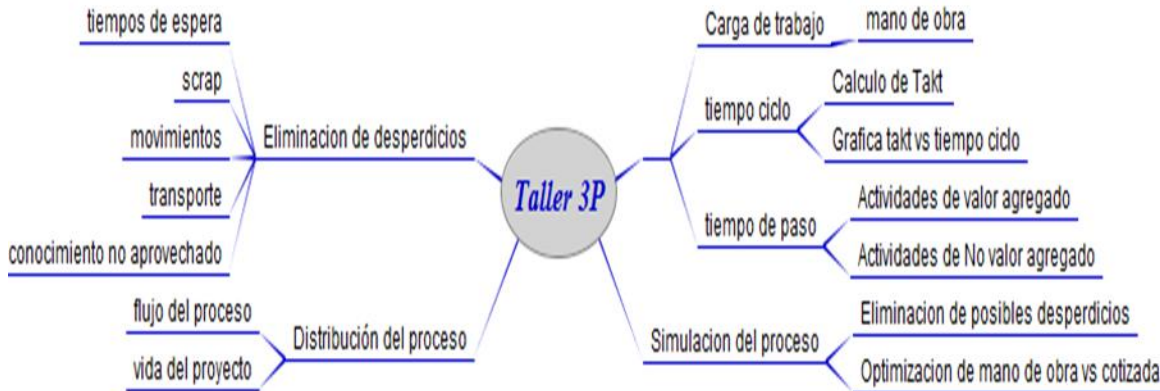 tiempos de espera
scrap
movimientos
transporte
conocimiento no aprovechado
Eliminacion de desperdicios
flujo del proceso
vida del proyecto
Distribución del proceso
Taller 3P
Carga de trabajo
mano de obra
tiempo ciclo
Calculo de Takt
Grafica takt vs tiempo ciclo
tiempo de paso
Actividades de valor agregado
Actividades de No valor agregado
Simulacion del proceso
Eliminacion de posibles desperdicios
Optimizacion de mano de obra vs cotizada